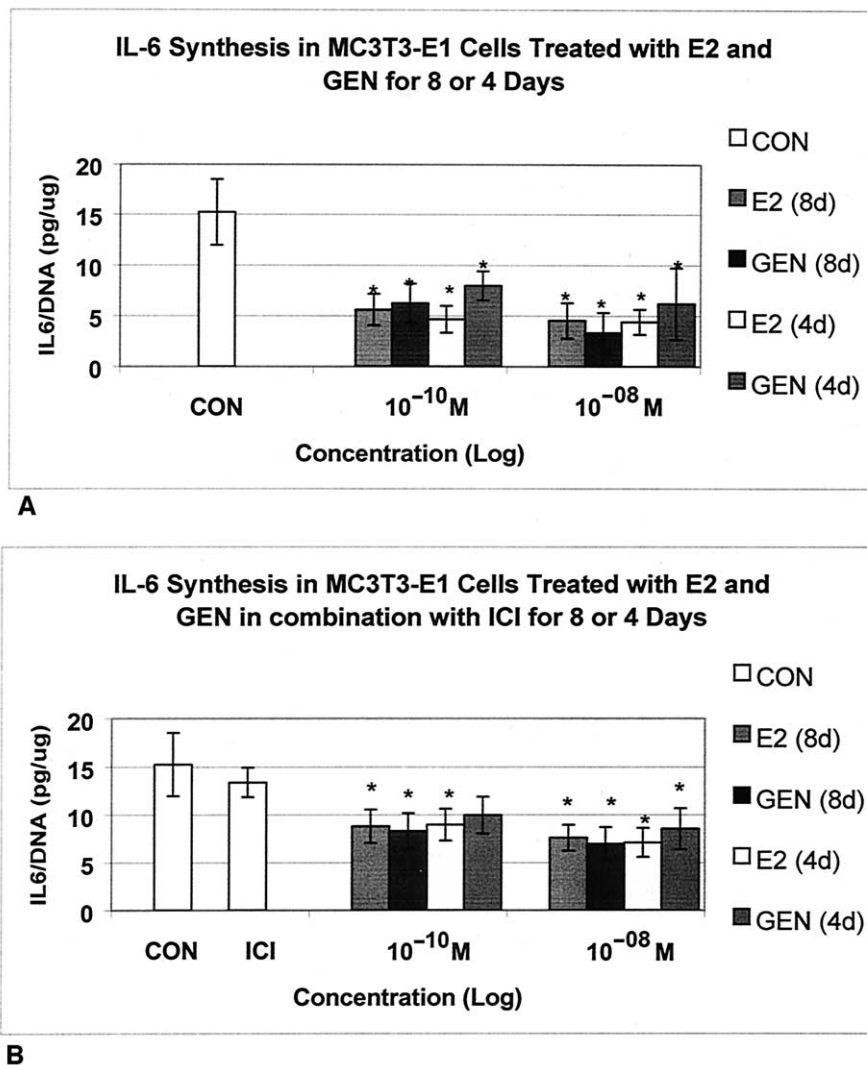 IL-6 Synthesis in MC3T3-E1 Cells Treated with E2 and
GEN for 8 or 4 Days
IL6/DNA (pg/ug)
20
15
10
5
0
* * * * * * * *
CON 10⁻¹⁰M 10⁻⁰⁸M
Concentration (Log)
CON
E2 (8d)
GEN (8d)
E2 (4d)
GEN (4d)
A
IL-6 Synthesis in MC3T3-E1 Cells Treated with E2 and
GEN in combination with ICI for 8 or 4 Days
IL6/DNA (pg/ug)
20
15
10
5
0
* * * * * * *
CON ICI 10⁻¹⁰M 10⁻⁰⁸M
Concentration (Log)
CON
E2 (8d)
GEN (8d)
E2 (4d)
GEN (4d)
B